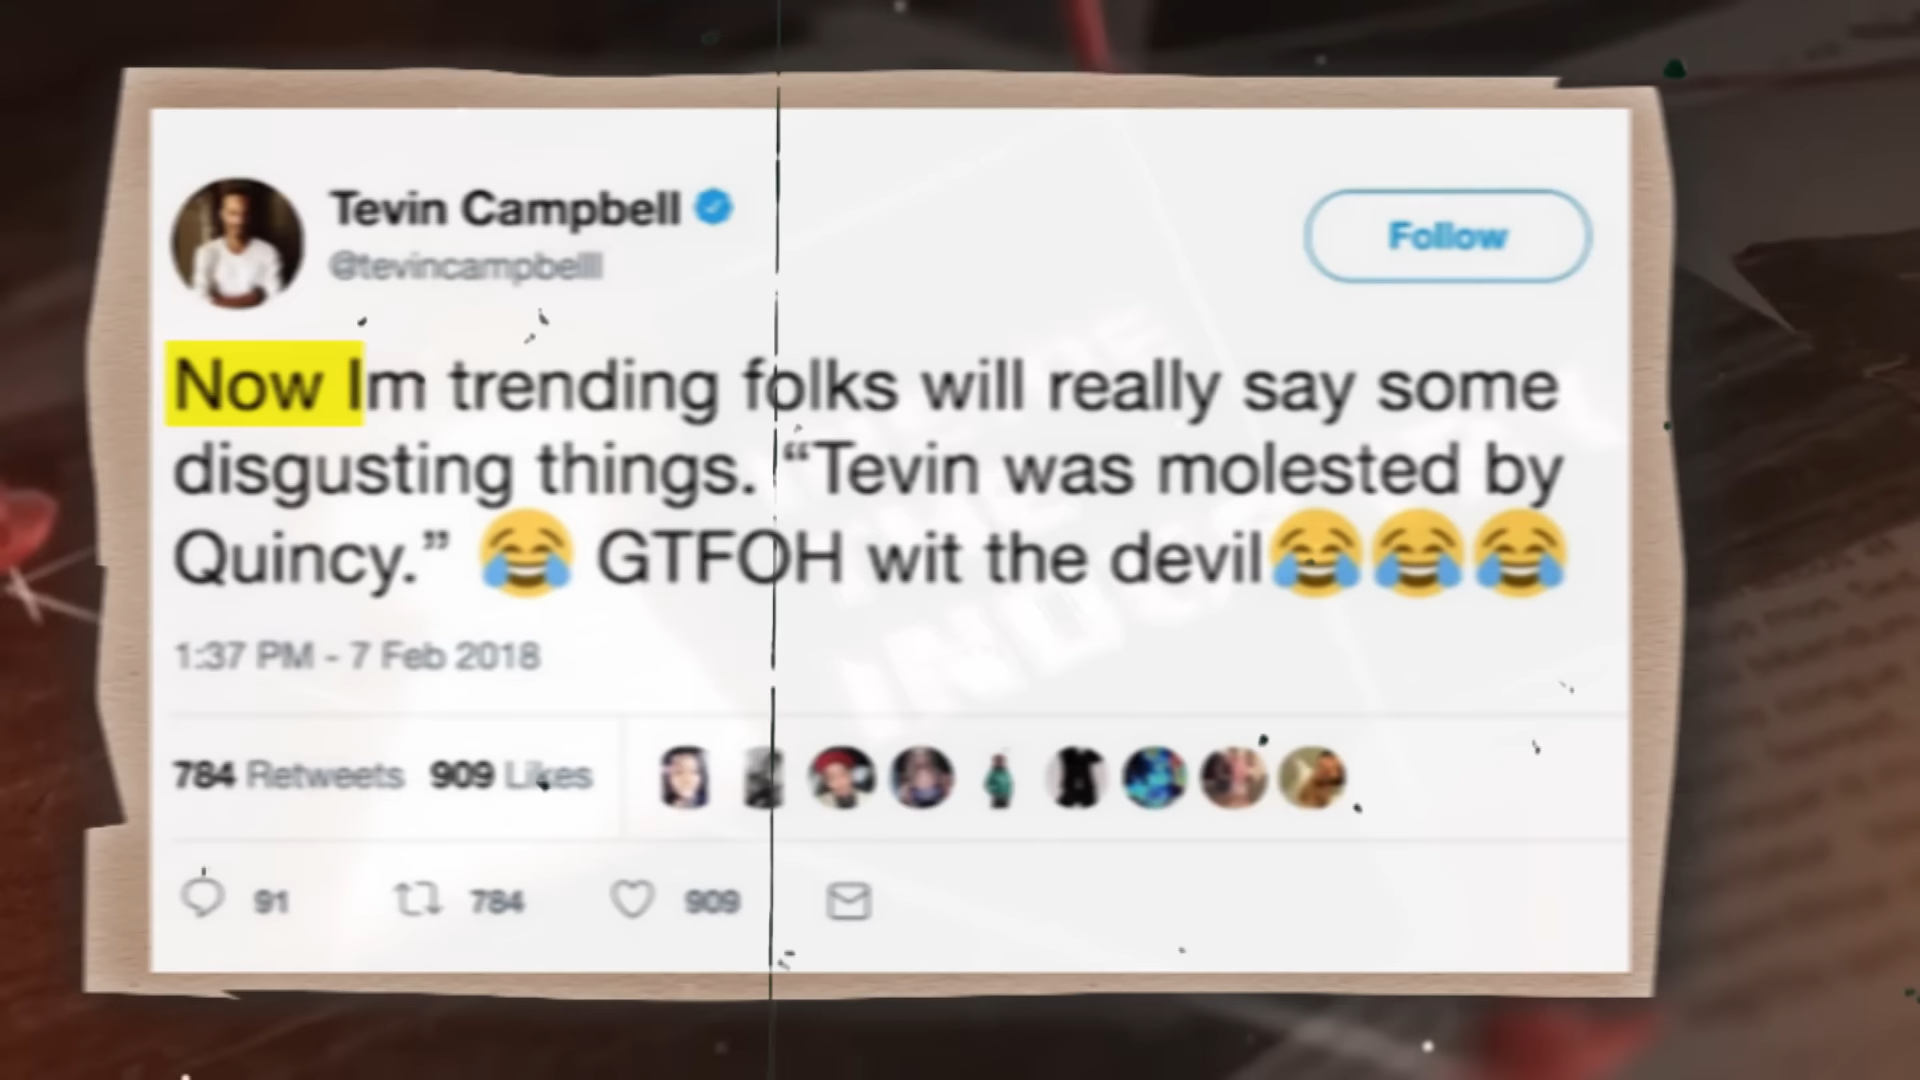 Tevin Campbell
@tevincampbelll
Follow
Now Im trending folks will really say some
disgusting things. “Tevin was molested by
Quincy.” 😂 GTFOH wit the devil😂😂😂
1:37 PM - 7 Feb 2018
784 Retweets 909 Likes
91 784 909